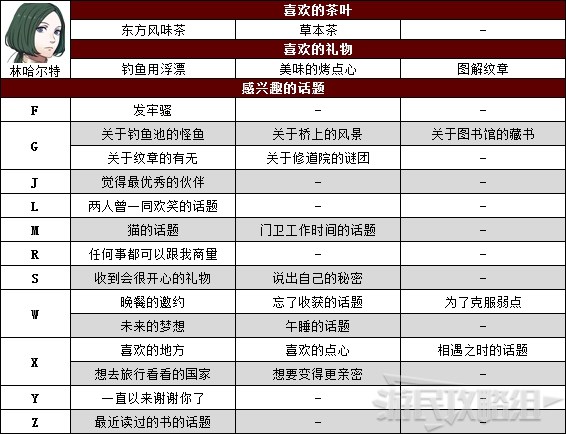 喜欢的茶叶
东方风味茶 草本茶 -
喜欢的礼物
林哈尔特 钓鱼用浮漂 美味的烤点心 图解纹章
感兴趣的话题
F 发牢骚 - -
G 关于钓鱼池的怪鱼 关于桥上的风景 关于图书馆的藏书
关于纹章的有无 关于修道院的谜团 -
J 觉得最优秀的伙伴 - -
L 两人曾一同欢笑的话题 - -
M 猫的话题 门卫工作时间的话题 -
R 任何事都可以跟我商量 - -
S 收到会很开心的礼物 说出自己的秘密 -
W 晚餐的邀约 忘了收获的话题 为了克服弱点
未来的梦想 午睡的话题 -
X 喜欢的地方 喜欢的点心 相遇之时的话题
想去旅行看看的国家 想要变得更亲密 -
Y 一直以来谢谢你了 - -
Z 最近读过的书的话题 - -
游民攻略组